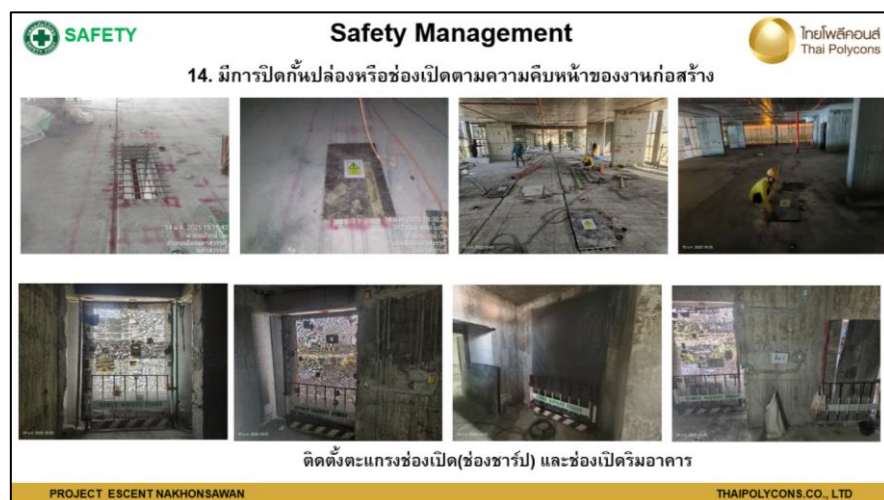 SAFETY
Safety Management
ไทยโพลีคอนส์
Thai Polycons
14. มีการปิดกั้นปล่องหรือช่องเปิดตามความคืบหน้าของงานก่อสร้าง
ติดตั้งตะแกรงช่องเปิด(ช่องชาร์ป) และช่องเปิดริมอาคาร
PROJECT ESCENT NAKHONSAWAN
THAIPOLYCONS.CO., LTD